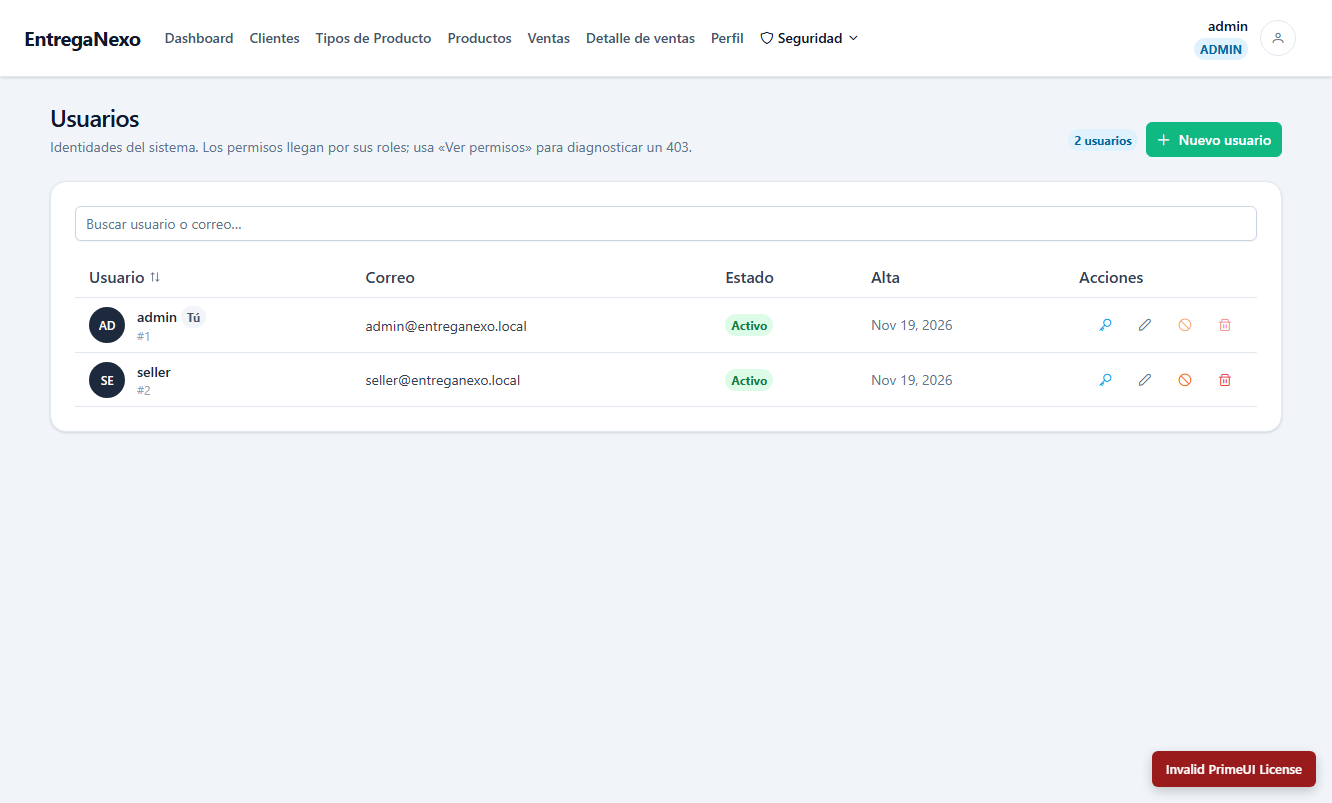 EntregaNexo Dashboard Clientes Tipos de Producto Productos Ventas Detalle de ventas Perfil Seguridad admin
ADMIN
Usuarios
Identidades del sistema. Los permisos llegan por sus roles; usa «Ver permisos» para diagnosticar un 403.
2 usuarios Nuevo usuario
Buscar usuario o correo...
Usuario Correo Estado Alta Acciones
AD admin Tú admin@entreganexo.local Activo Nov 19, 2026
#1
SE seller seller@entreganexo.local Activo Nov 19, 2026
#2
Invalid PrimeUI License